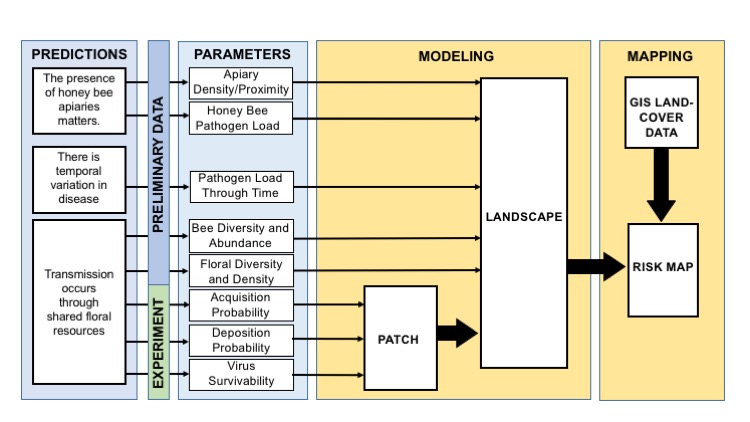 PREDICTIONS
The presence
of honey bee
apiaries
matters.
There is
temporal
variation in
disease
Transmission
occurs
through
shared floral
resources
PRELIMINARY DATA
EXPERIMENT
PARAMETERS
Apiary
Density/Proximity
Honey Bee
Pathogen Load
Pathogen Load
Through Time
Bee Diversity and
Abundance
Floral Diversity
and Density
Acquisition
Probability
Deposition
Probability
Virus
Survivability
MODELING
PATCH
LANDSCAPE
MAPPING
GIS LAND-
COVER
DATA
RISK MAP